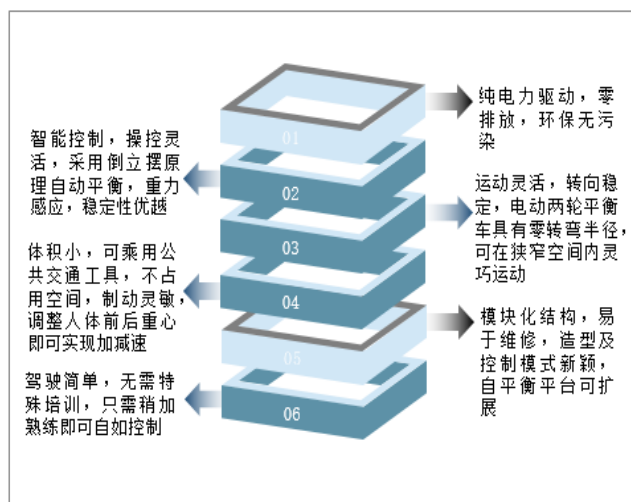 01
纯电力驱动，零
排放，环保无污
染
智能控制，操控灵
活，采用倒立摆原
理自动平衡，重力
感应，稳定性优越
02
运动灵活，转向稳
定，电动两轮平衡
车具有零转弯半径，
可在狭窄空间内灵
巧运动
03
体积小，可乘用公
共交通工具，不占
用空间，制动灵敏，
调整人体前后重心
即可实现加减速
04
模块化结构，易
于维修，造型及
控制模式新颖，
自平衡平台可扩
展
05
驾驶简单，无需特
殊培训，只需稍加
熟练即可自如控制
06